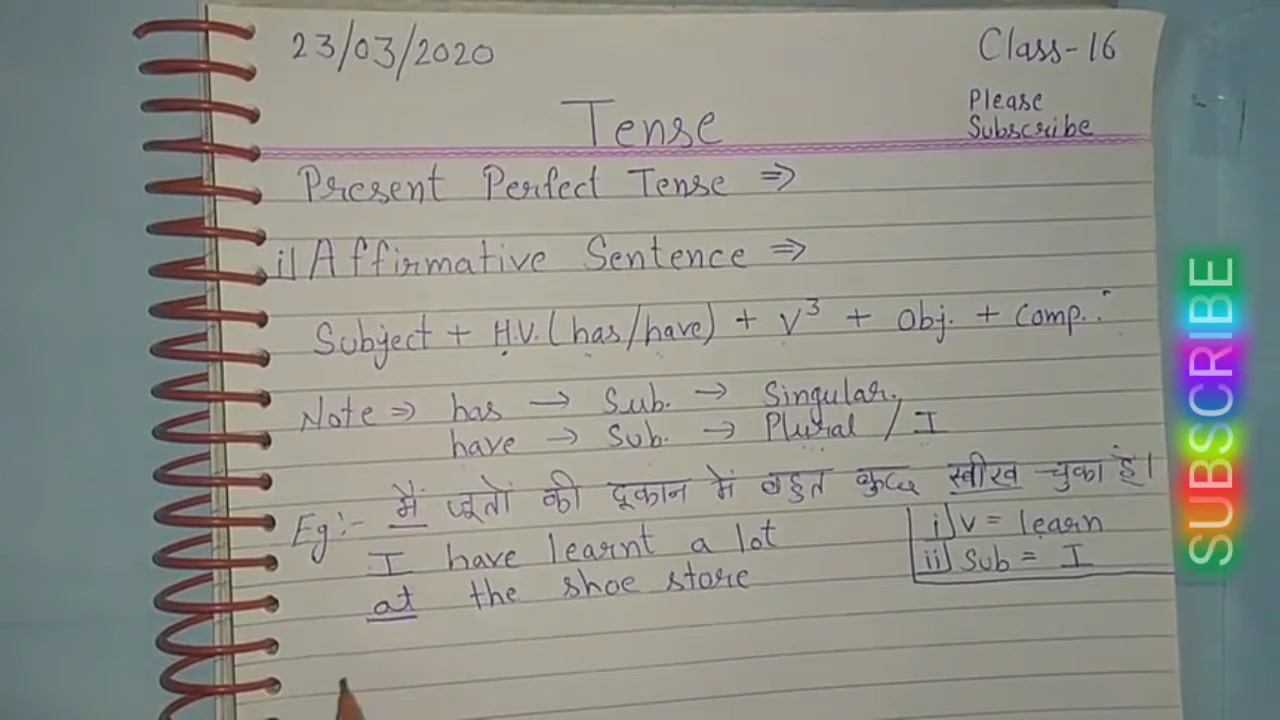 23/03/2020
Class-16
Please
Subscribe
Tense
Present Perfect Tense ⇒
i) Affirmative Sentence ⇒
Subject + H.V. (has/have) + V³ + Obj. + Comp.
Note ⇒ has → Sub. → Singular.
have → Sub. → Plural / I
Eg:- मैं जूतों की दूकान में बहुत कुछ सीख चुका हूँ।
I have learnt a lot
at the shoe store
i) V = learn
ii) Sub = I
SUBSCRIBE